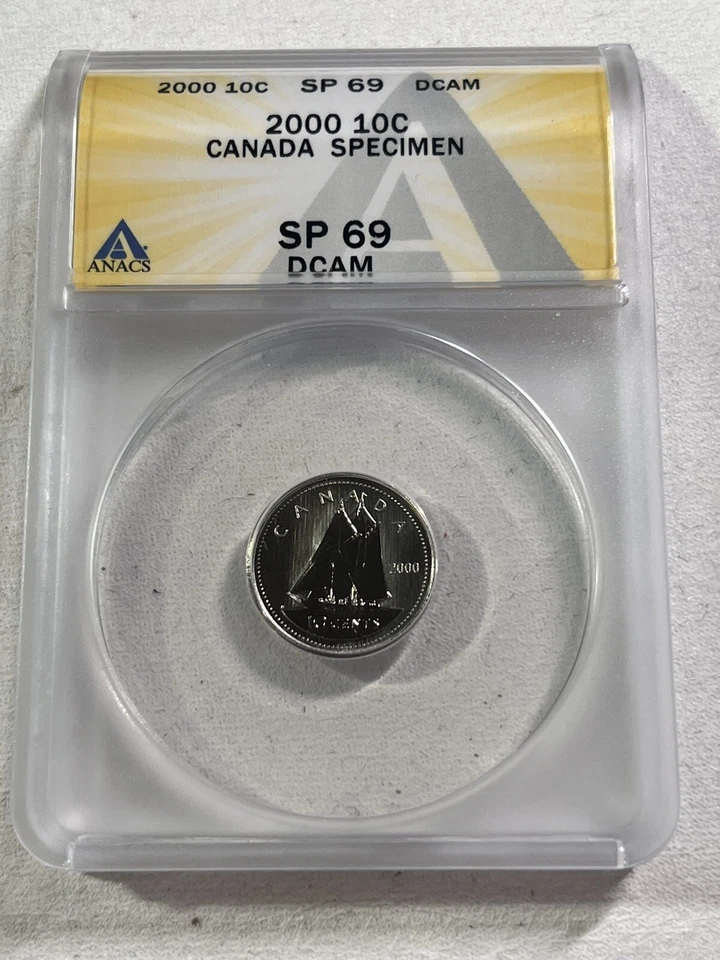 2000 10C SP 69 DCAM
2000 10C
CANADA SPECIMEN
SP 69
DCAM
ANACS
CANADA
2000
10 CENTS